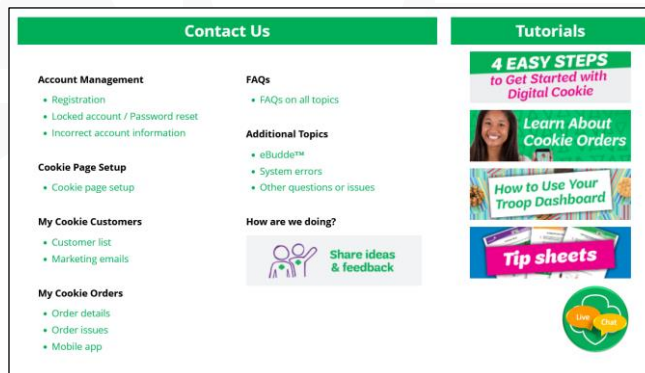 Contact Us
Account Management
• Registration
• Locked account / Password reset
• Incorrect account information
Cookie Page Setup
• Cookie page setup
My Cookie Customers
• Customer list
• Marketing emails
My Cookie Orders
• Order details
• Order issues
• Mobile app
FAQs
• FAQs on all topics
Additional Topics
• eBudde™
• System errors
• Other questions or issues
How are we doing?
Share ideas
& feedback
Tutorials
4 EASY STEPS
to Get Started with
Digital Cookie
Learn About
Cookie Orders
How to Use Your
Troop Dashboard
Tip sheets
Live
Chat